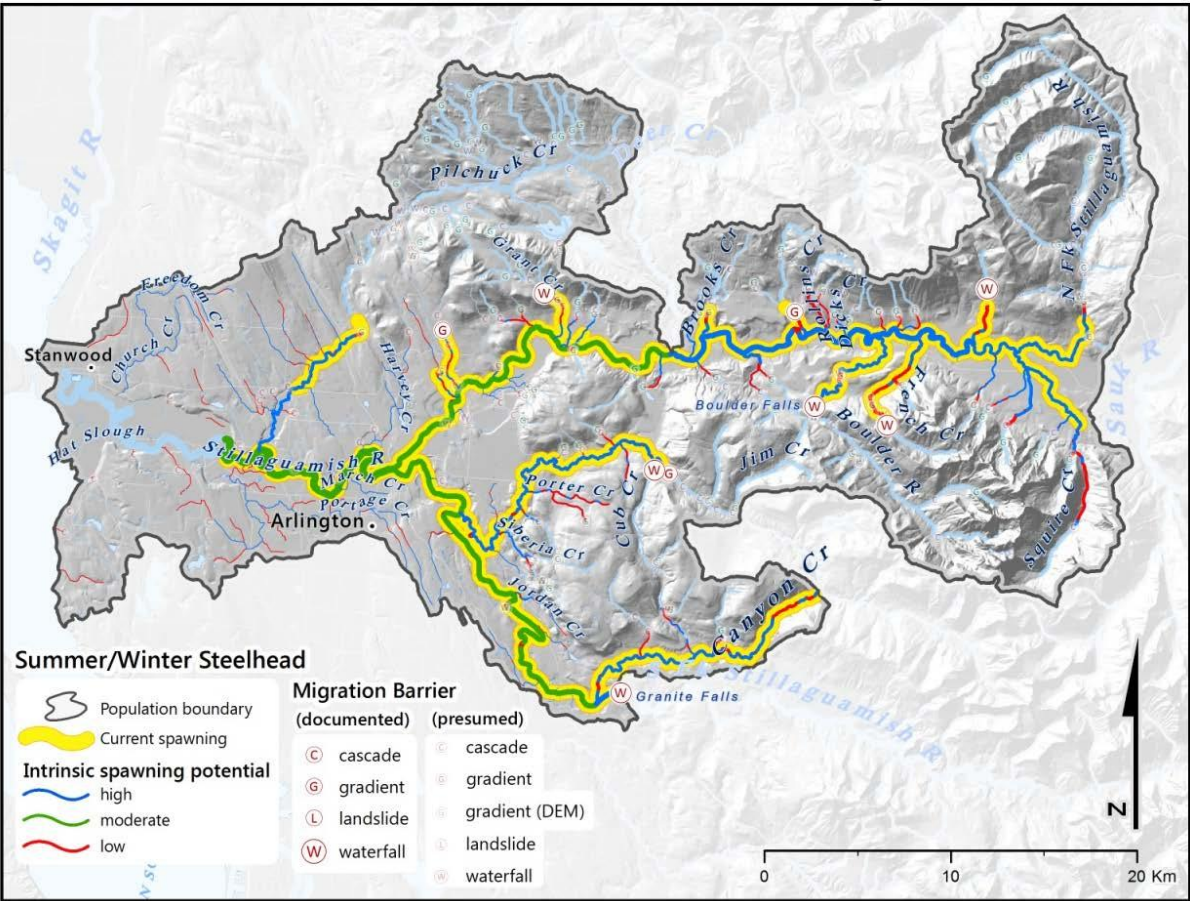 Skagit R
Pilchuck Cr
Deer Cr
Grant Cr
Freedom Cr
Church Cr
Stanwood
Harvey Cr
Hat Slough
Stillaguamish R
March Cr
Portage Cr
Arlington
Brooks Cr
Rollins Cr
Dicks Cr
N Fk Stillaguamish R
Sauk R
Boulder Falls
French Cr
Boulder R
Jim Cr
Squire Cr
Porter Cr
Cub Cr
Siberia Cr
Jordan Cr
Canyon Cr
Granite Falls
Stillaguamish R
W
G
W
G
W
W
W
W
G
W
Summer/Winter Steelhead
Population boundary
Current spawning
Intrinsic spawning potential
high
moderate
low
Migration Barrier
(documented)
C cascade
G gradient
L landslide
W waterfall
(presumed)
C cascade
G gradient
G gradient (DEM)
L landslide
W waterfall
N
0 10 20 Km